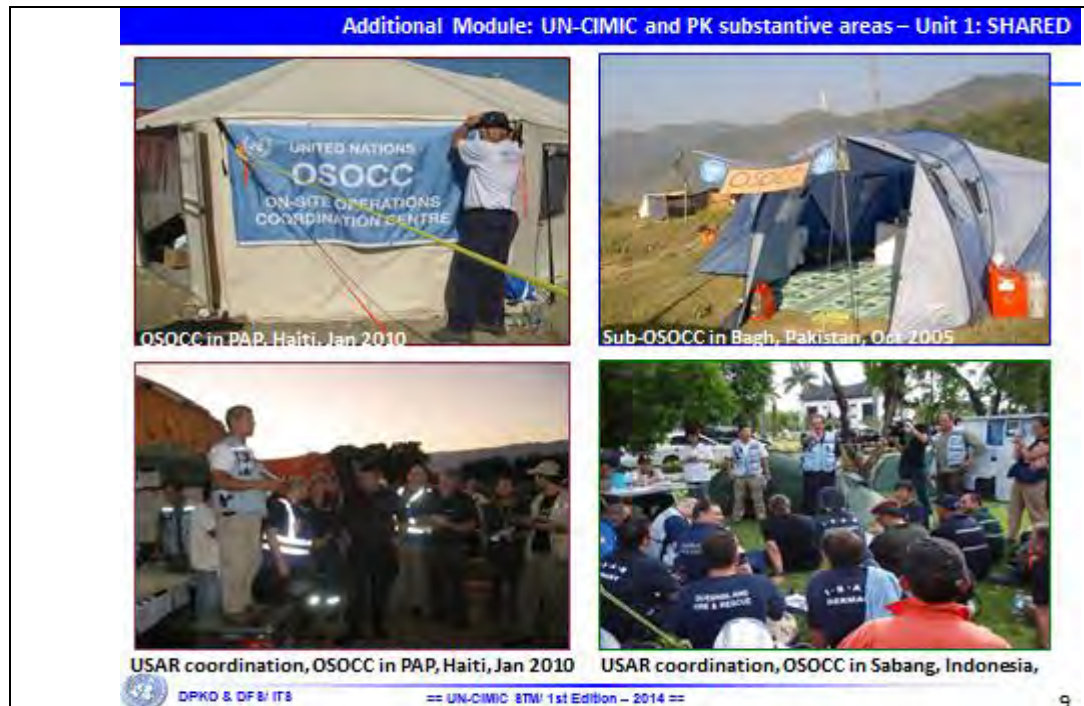 Additional Module: UN-CIMIC and PK substantive areas – Unit 1: SHARED
UNITED NATIONS
OSOCC
ON-SITE OPERATIONS
COORDINATION CENTRE
OSOCC in PAP, Haiti, Jan 2010
OSOCC
Sub-OSOCC in Bagh, Pakistan, Oct 2005
QUEENSLAND
FIRE & RESCUE
USAR coordination, OSOCC in PAP, Haiti, Jan 2010
USAR coordination, OSOCC in Sabang, Indonesia,
DPKO & DFS/ ITS
== UN-CIMIC STM/ 1st Edition – 2014 ==
9